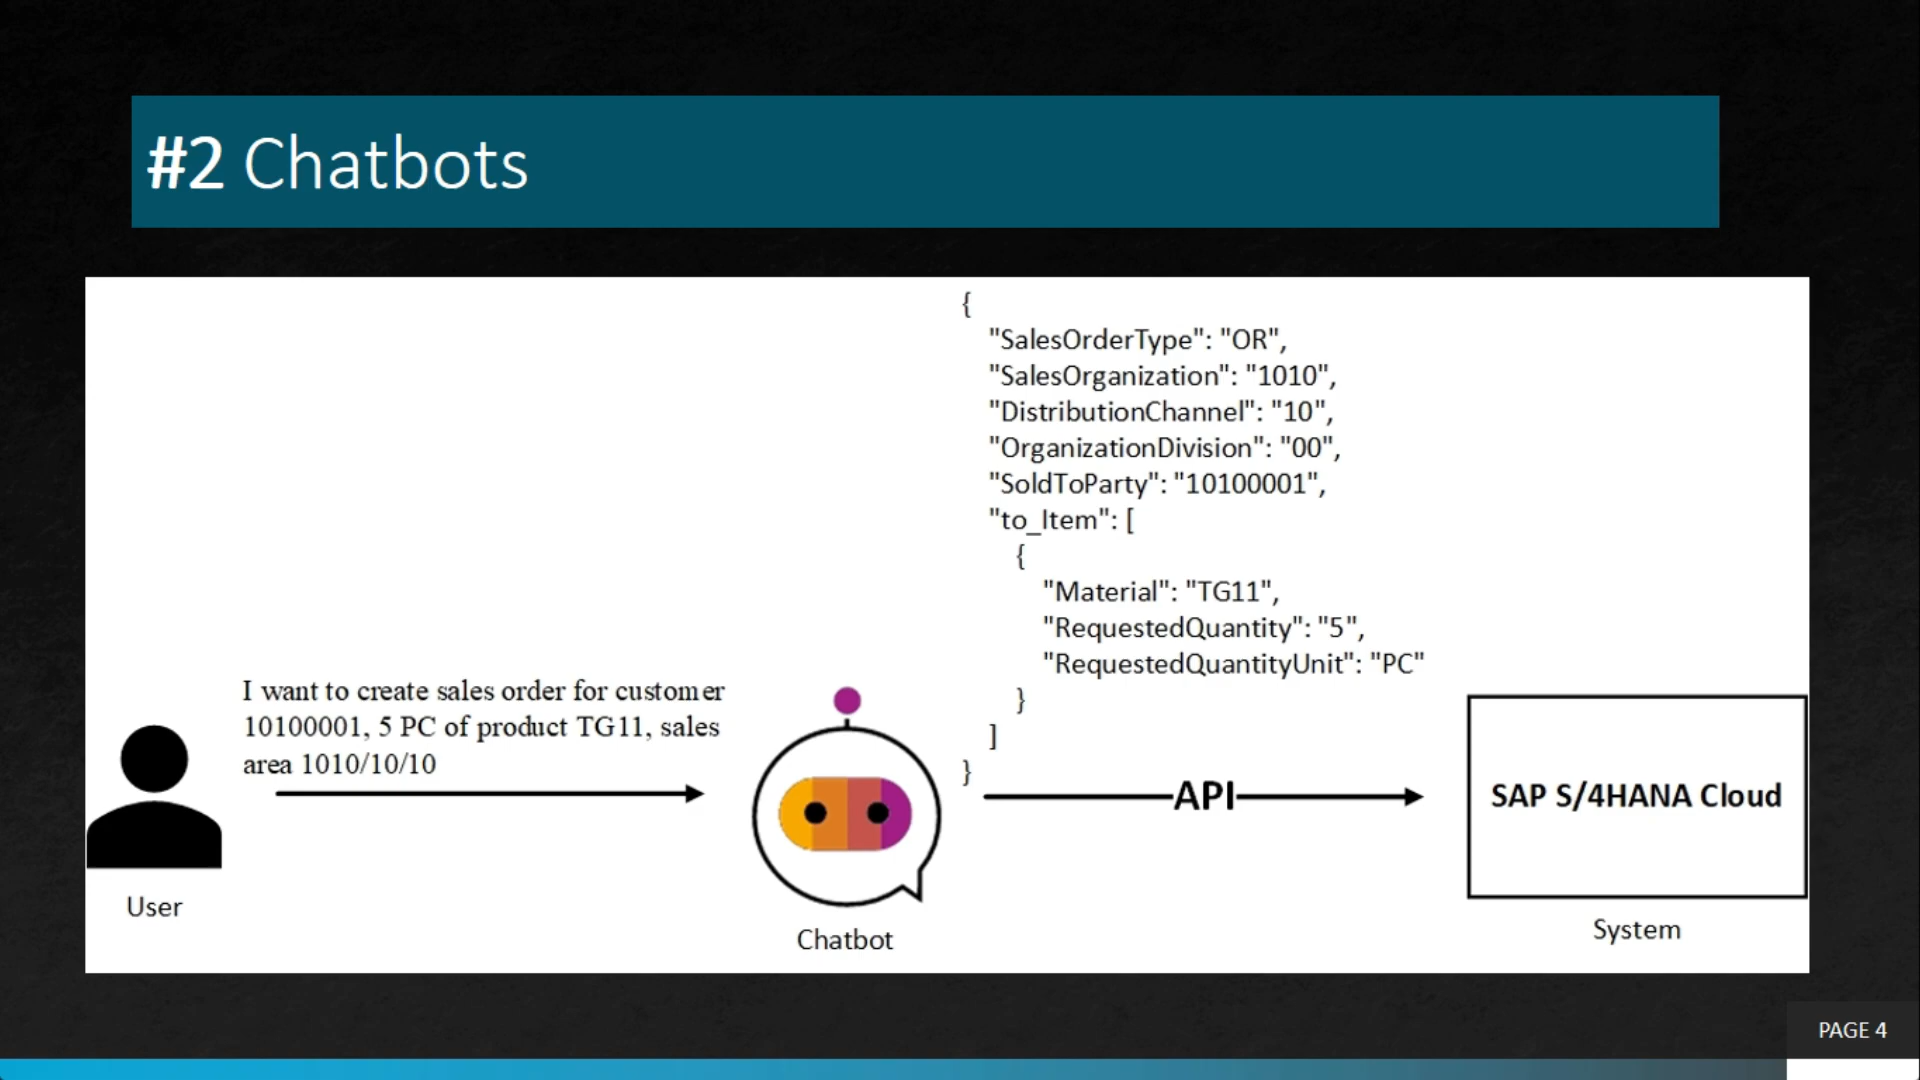 #2 Chatbots
{
"SalesOrderType": "OR",
"SalesOrganization": "1010",
"DistributionChannel": "10",
"OrganizationDivision": "00",
"SoldToParty": "10100001",
"to_Item": [
{
"Material": "TG11",
"RequestedQuantity": "5",
"RequestedQuantityUnit": "PC"
}
]
}
I want to create sales order for customer
10100001, 5 PC of product TG11, sales
area 1010/10/10
API
SAP S/4HANA Cloud
User
Chatbot
System
PAGE 4